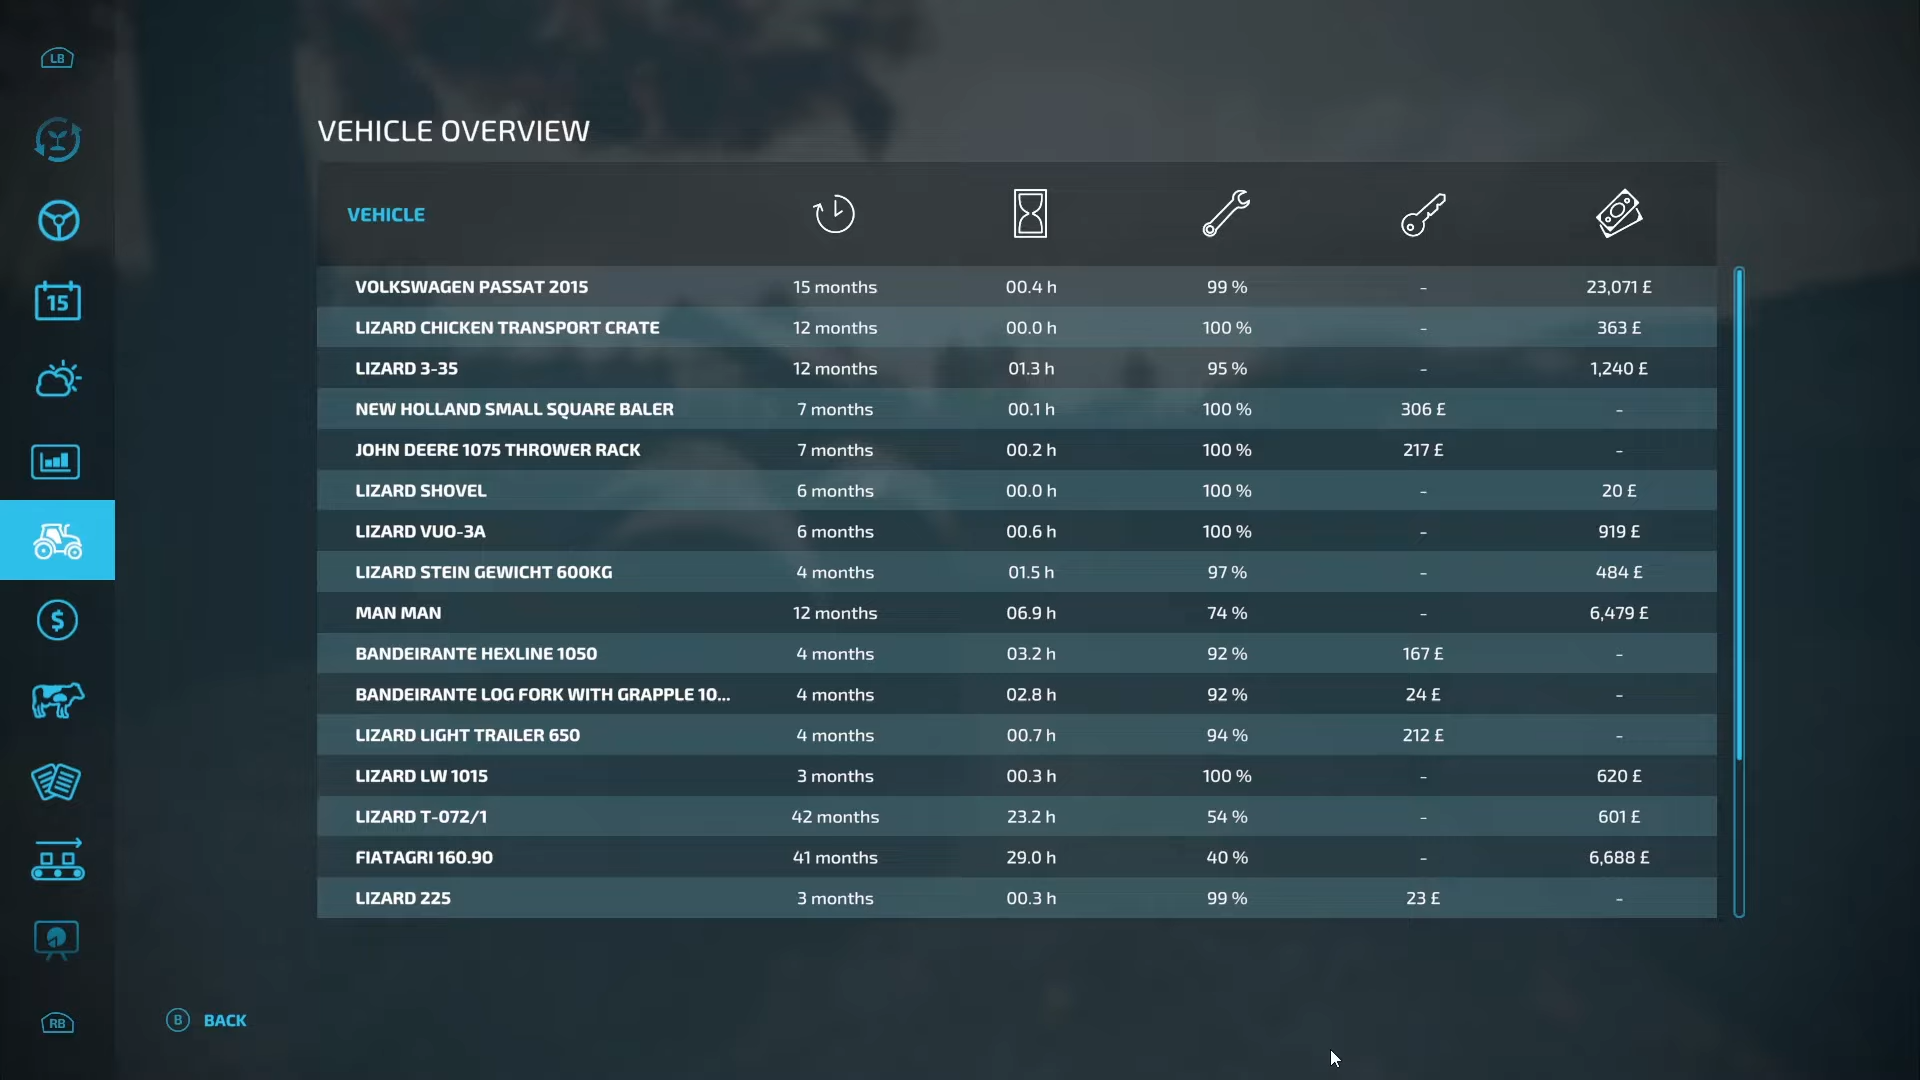 LB
VEHICLE OVERVIEW
VEHICLE
VOLKSWAGEN PASSAT 2015 15 months 00.4 h 99 % - 23,071 £
LIZARD CHICKEN TRANSPORT CRATE 12 months 00.0 h 100 % - 363 £
15
LIZARD 3-35 12 months 01.3 h 95 % - 1,240 £
NEW HOLLAND SMALL SQUARE BALER 7 months 00.1 h 100 % 306 £ -
JOHN DEERE 1075 THROWER RACK 7 months 00.2 h 100 % 217 £ -
LIZARD SHOVEL 6 months 00.0 h 100 % - 20 £
LIZARD VUO-3A 6 months 00.6 h 100 % - 919 £
LIZARD STEIN GEWICHT 600KG 4 months 01.5 h 97 % - 484 £
MAN MAN 12 months 06.9 h 74 % - 6,479 £
$
BANDEIRANTE HEXLINE 1050 4 months 03.2 h 92 % 167 £ -
BANDEIRANTE LOG FORK WITH GRAPPLE 10... 4 months 02.8 h 92 % 24 £ -
LIZARD LIGHT TRAILER 650 4 months 00.7 h 94 % 212 £ -
LIZARD LW 1015 3 months 00.3 h 100 % - 620 £
LIZARD T-072/1 42 months 23.2 h 54 % - 601 £
FIATAGRI 160.90 41 months 29.0 h 40 % - 6,688 £
LIZARD 225 3 months 00.3 h 99 % 23 £ -
RB
B BACK